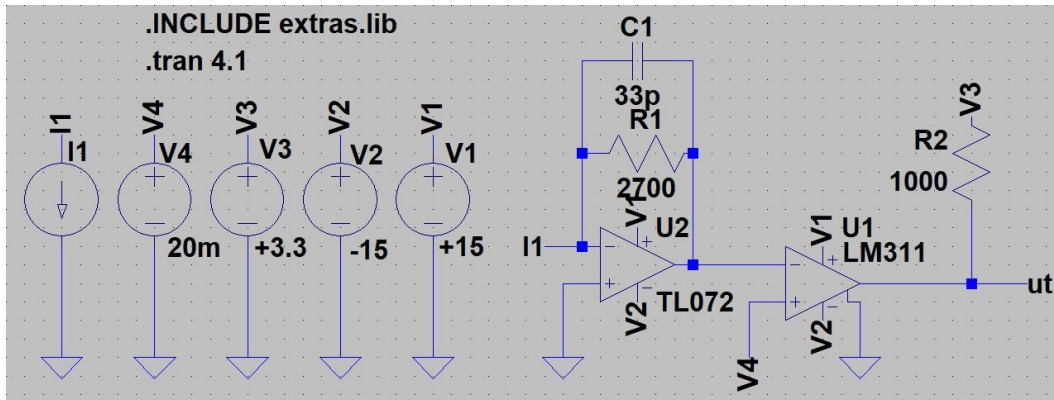 .INCLUDE extras.lib
.tran 4.1
I1
I1
V4
V4
20m
V3
V3
+3.3
V2
V2
-15
V1
V1
+15
C1
33p
R1
2700
I1
V1
U2
+
TL072
V2
V1
U1
LM311
V2
V4
V3
R2
1000
ut